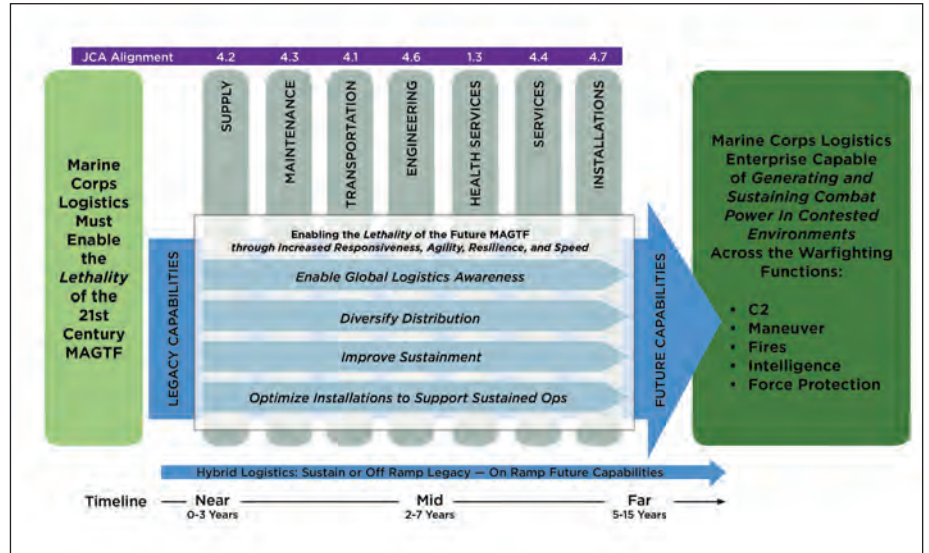 JCA Alignment 4.2 4.3 4.1 4.6 1.3 4.4 4.7
SUPPLY
MAINTENANCE
TRANSPORTATION
ENGINEERING
HEALTH SERVICES
SERVICES
INSTALLATIONS
Marine
Corps
Logistics
Must
Enable
the
Lethality
of the
21st
Century
MAGTF
LEGACY CAPABILITIES
Enabling the Lethality of the Future MAGTF
through Increased Responsiveness, Agility, Resilience, and Speed
Enable Global Logistics Awareness
Diversify Distribution
Improve Sustainment
Optimize Installations to Support Sustained Ops
FUTURE CAPABILITIES
Marine Corps Logistics
Enterprise Capable
of Generating and
Sustaining Combat
Power In Contested
Environments
Across the Warfighting
Functions:
• C2
• Maneuver
• Fires
• Intelligence
• Force Protection
Hybrid Logistics: Sustain or Off Ramp Legacy — On Ramp Future Capabilities
Timeline Near Mid Far
0-3 Years 2-7 Years 5-15 Years